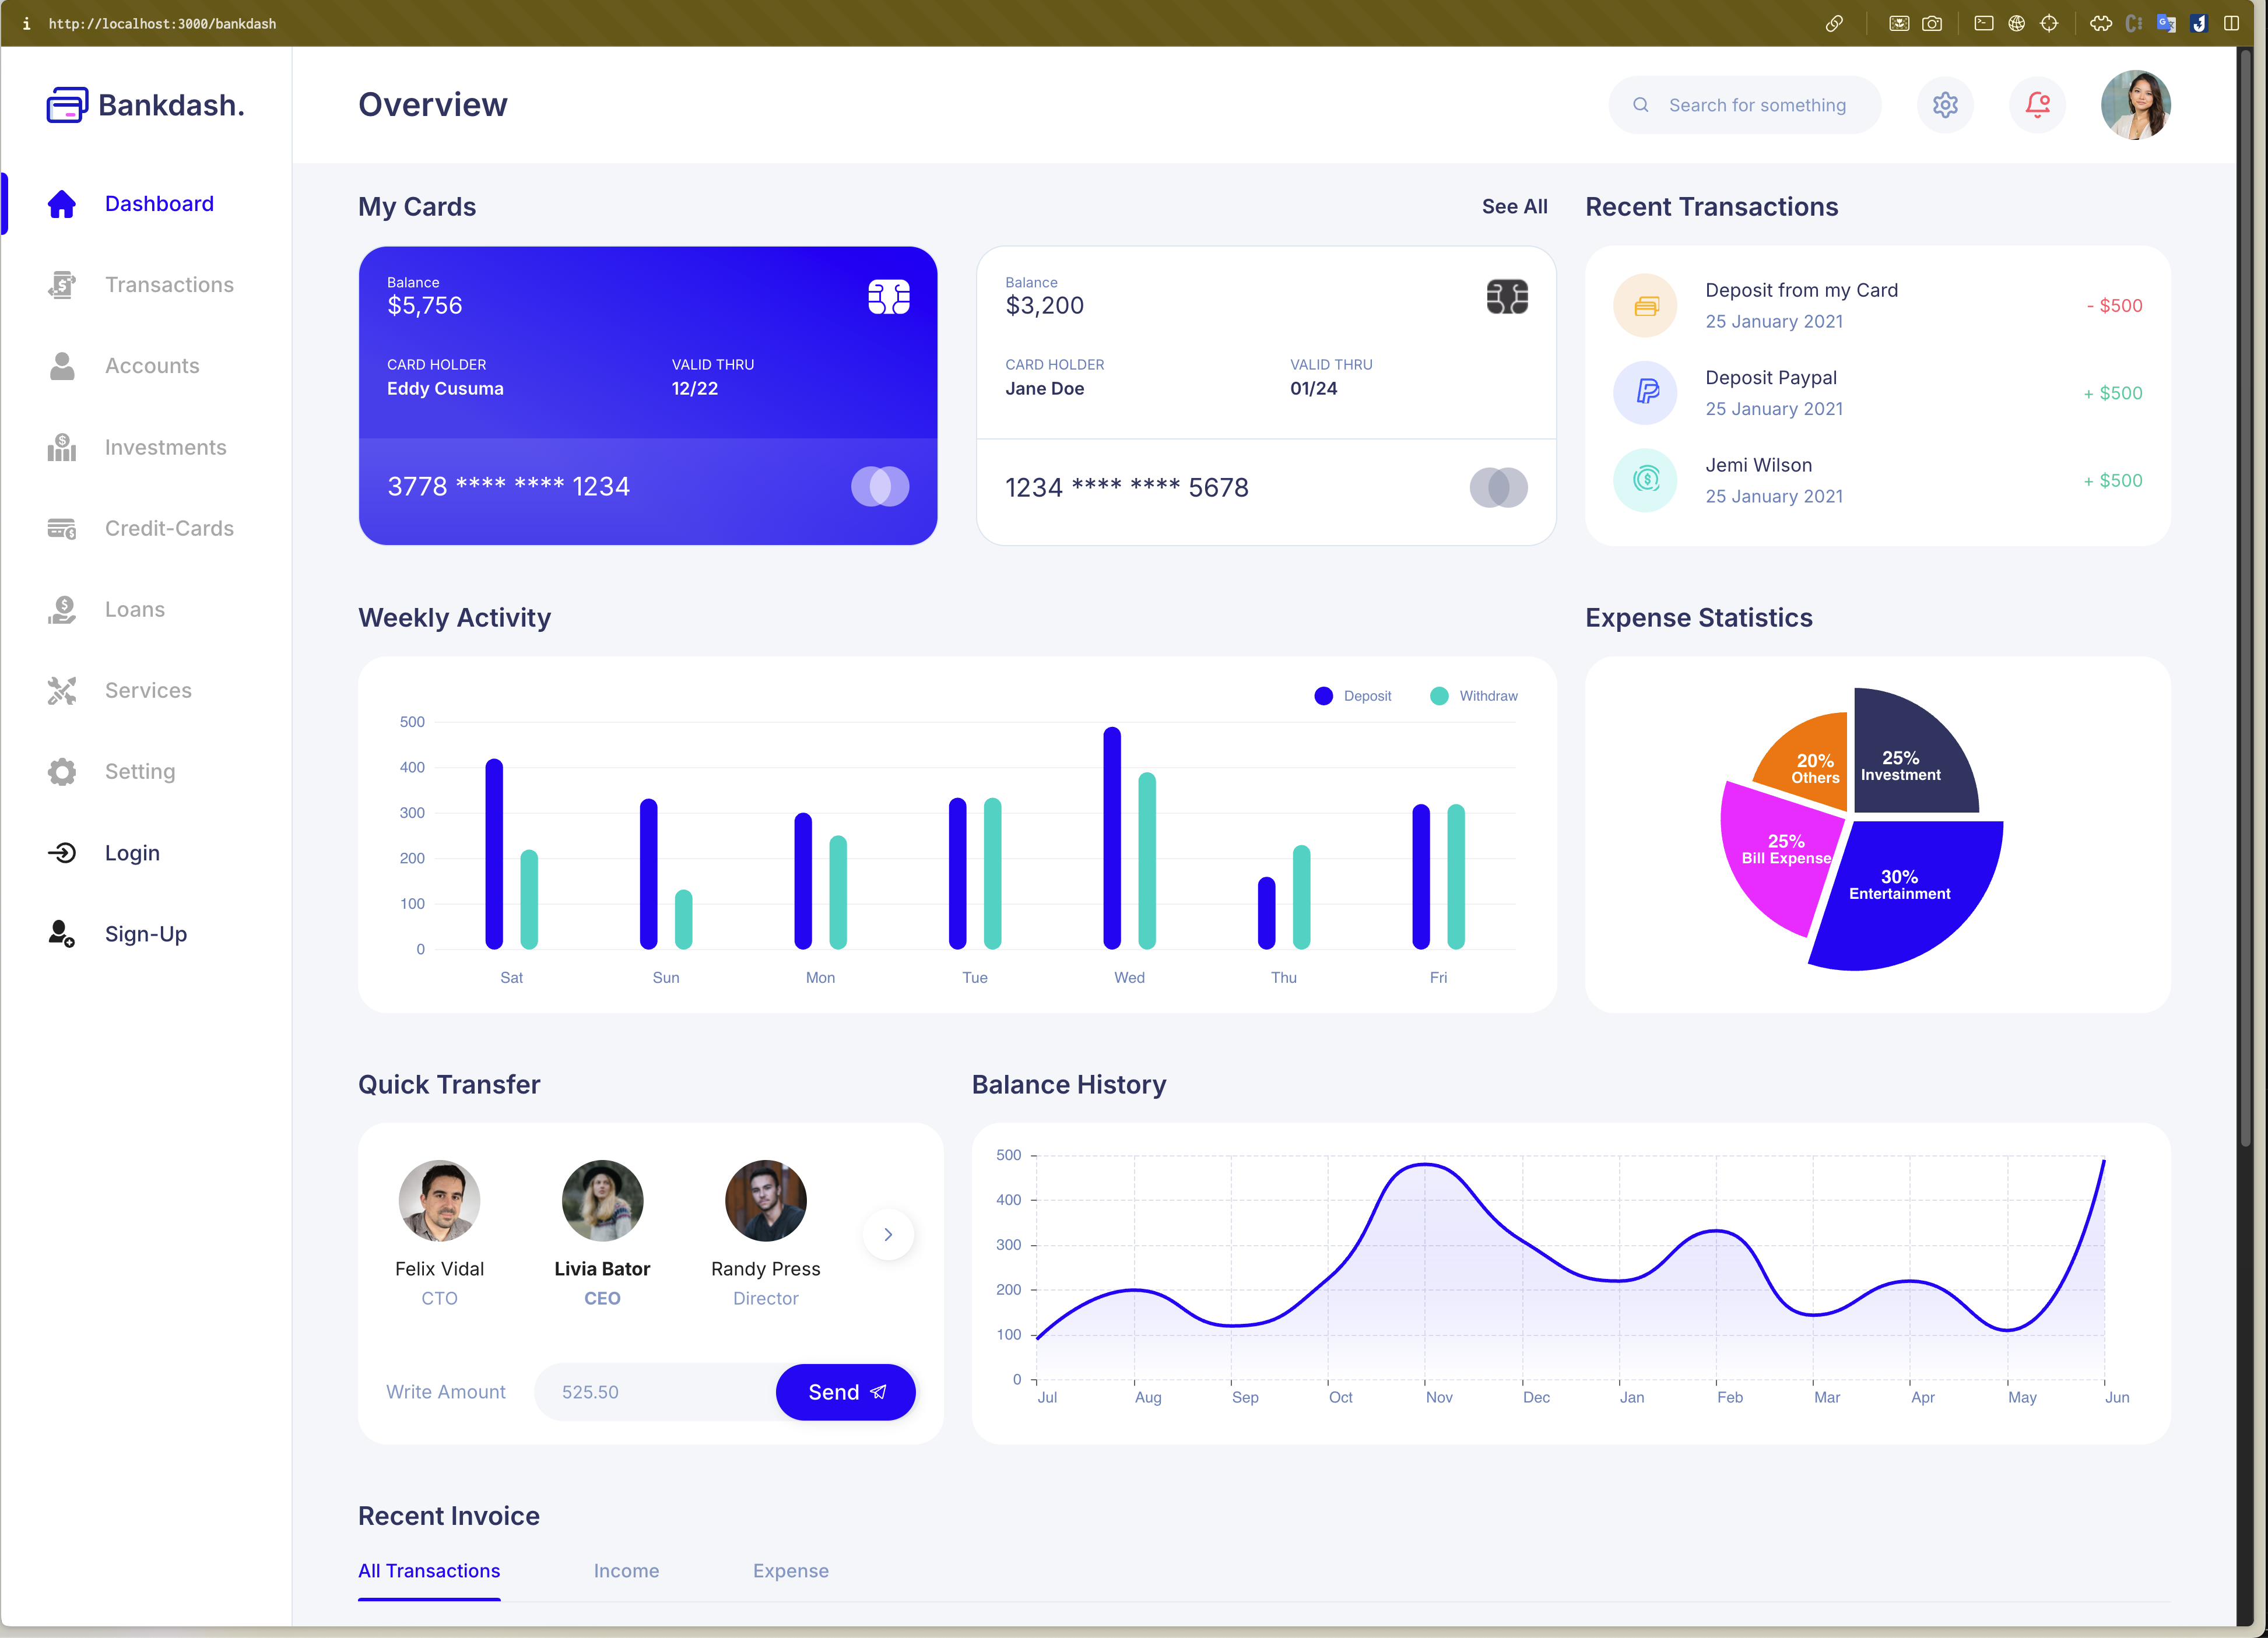 http://localhost:3000/bankdash
Bankdash.
Overview
Search for something
Dashboard
Transactions
Accounts
Investments
Credit-Cards
Loans
Services
Setting
Login
Sign-Up
My Cards
See All
Balance
$5,756
CARD HOLDER
VALID THRU
Eddy Cusuma
12/22
3778 **** **** 1234
Balance
$3,200
CARD HOLDER
VALID THRU
Jane Doe
01/24
1234 **** **** 5678
Recent Transactions
Deposit from my Card
25 January 2021
- $500
Deposit Paypal
25 January 2021
+ $500
Jemi Wilson
25 January 2021
+ $500
Weekly Activity
Deposit
Withdraw
500
400
300
200
100
0
Sat
Sun
Mon
Tue
Wed
Thu
Fri
Expense Statistics
20%
Others
25%
Investment
25%
Bill Expense
30%
Entertainment
Quick Transfer
Felix Vidal
CTO
Livia Bator
CEO
Randy Press
Director
Write Amount
525.50
Send
Balance History
500
400
300
200
100
0
Jul
Aug
Sep
Oct
Nov
Dec
Jan
Feb
Mar
Apr
May
Jun
Recent Invoice
All Transactions
Income
Expense